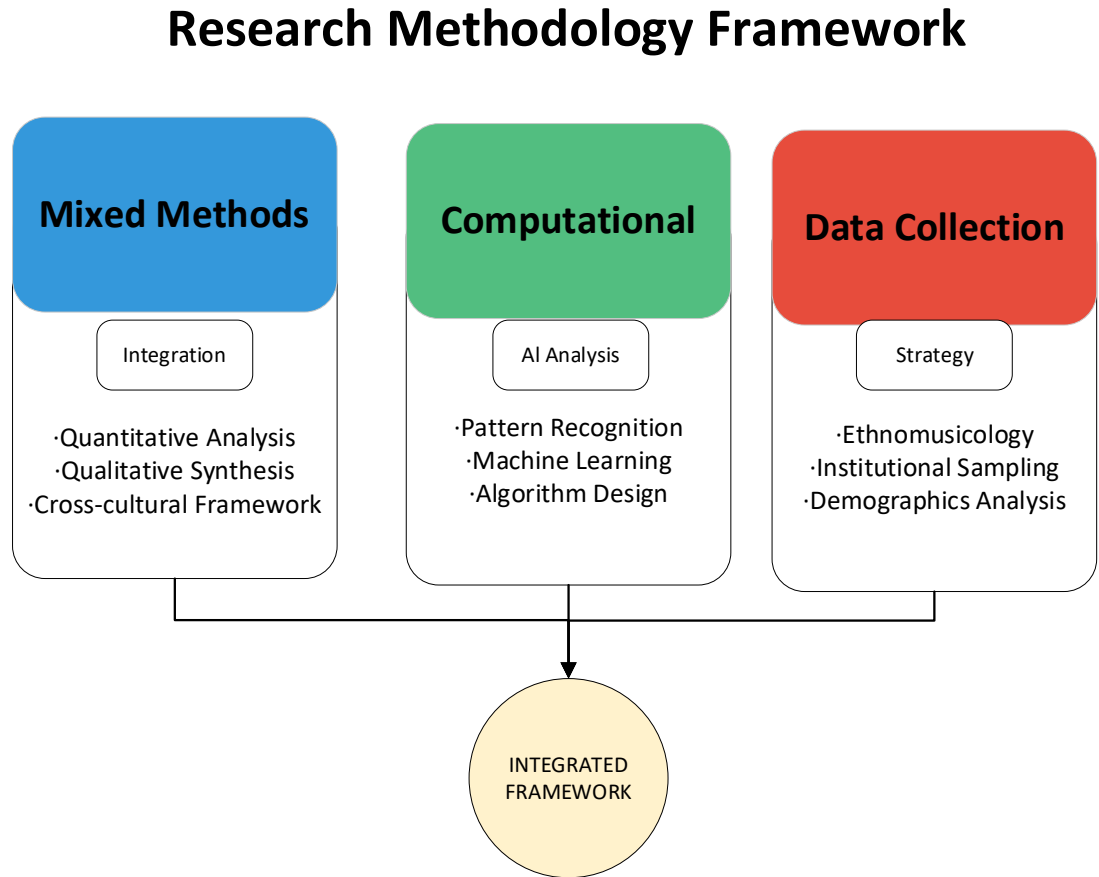 Research Methodology Framework
Mixed Methods
Integration
·Quantitative Analysis
·Qualitative Synthesis
·Cross-cultural Framework
Computational
AI Analysis
·Pattern Recognition
·Machine Learning
·Algorithm Design
Data Collection
Strategy
·Ethnomusicology
·Institutional Sampling
·Demographics Analysis
INTEGRATED
FRAMEWORK